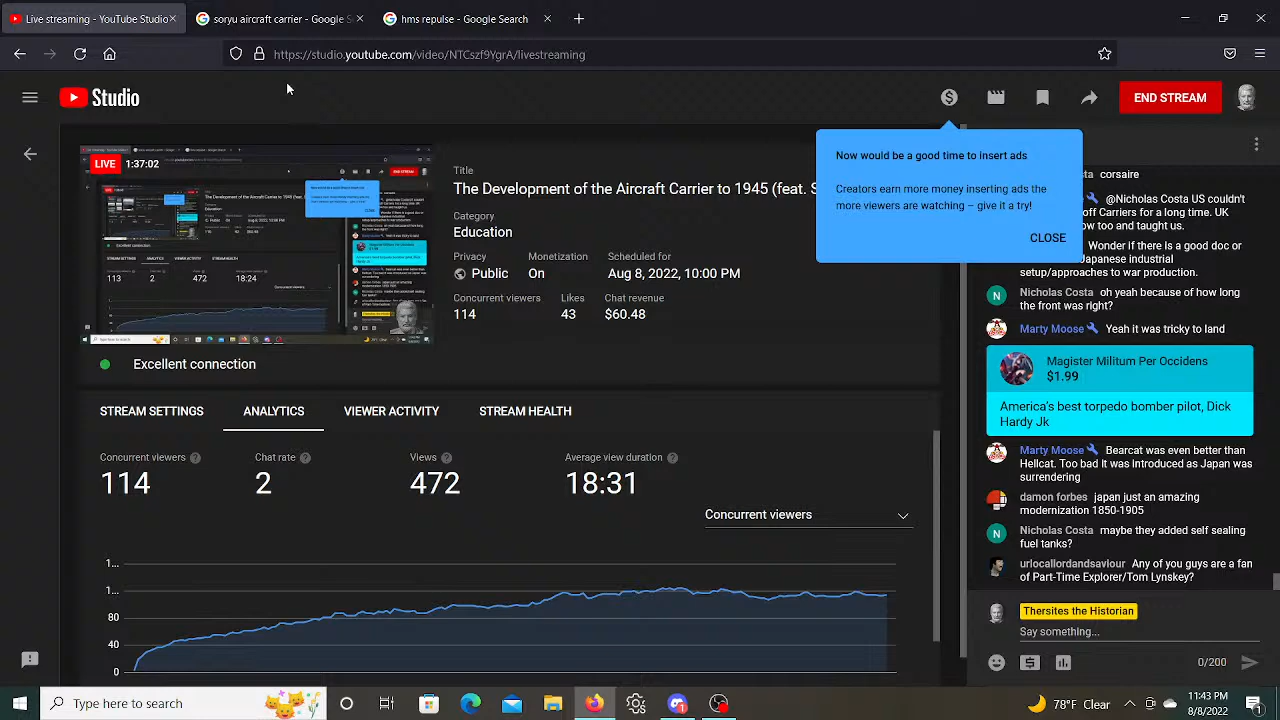 Live streaming - YouTube Studio
sonyu aircraft carrier - Google S
hms repulse - Google Search
https://studio.youtube.com/video/NTCszf9YgrA/livestreaming
Studio
END STREAM
LIVE 1:37:02
Title
The Development of the Aircraft Carrier to 1945 (feat. S
Category
Education
Public
On
Aug 8, 2022, 10:00 PM
Concurrent viewers
Likes
114
43
$60.48
Excellent connection
Now would be a good time to insert ads
Creators earn more money inserting ads the
more viewers are watching – give it a try!
CLOSE
STREAM SETTINGS
ANALYTICS
VIEWER ACTIVITY
STREAM HEALTH
Concurrent viewers
Chat rate
Views
Average view duration
114
2
472
18:31
Concurrent viewers
1...
1...
80
40
0
corsaire
@Nicholas Costa US couldn
off Carriers for a long time. UK
for and taught us.
Wonder if there is a good doc on
Japanese industrial
setup/approach to production.
Nicholas Costa oh yeah because of how long
the front was right?
Marty Moose Yeah it was tricky to land
Magister Militum Per Occidens
$1.99
America's best torpedo bomber pilot, Dick
Hardy Jk
Marty Moose Bearcat was even better than
Hellcat. Too bad it was introduced as Japan was
surrendering
damon forbes japan just an amazing
modernization 1850-1905
Nicholas Costa maybe they added self sealing
fuel tanks?
urocallordandsaviour Any of you guys are a fan
of Part-Time Explorer/Tom Lynskey?
Thersites the Historian
Say something...
0/200
Type here to search
78°F Clear
11:43 PM
8/8/2022